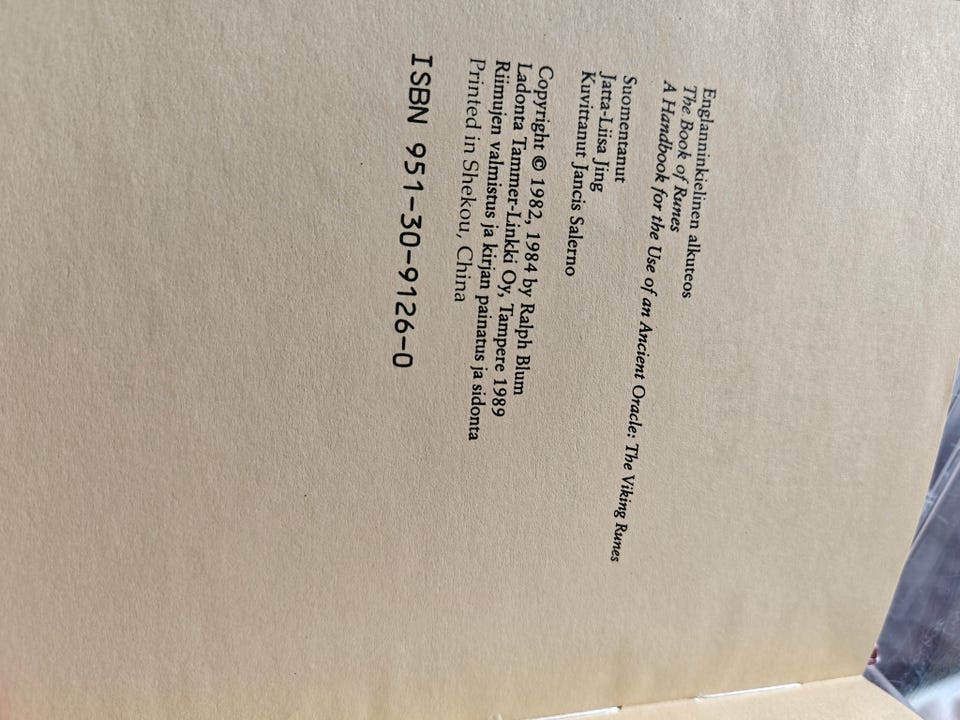 Englanninkielinen alkuteos
The Book of Runes
A Handbook for the Use of an Ancient Oracle: The Viking Runes
Suomentanut
Jatta-Liisa Jing
Kuvittanut Jancis Salerno
Copyright © 1982, 1984 by Ralph Blum
Ladonta Tammer-Linkki Oy, Tampere 1989
Riimujen valmistus ja kirjan painatus ja sidonta
Printed in Shekou, China
ISBN 951-30-9126-0